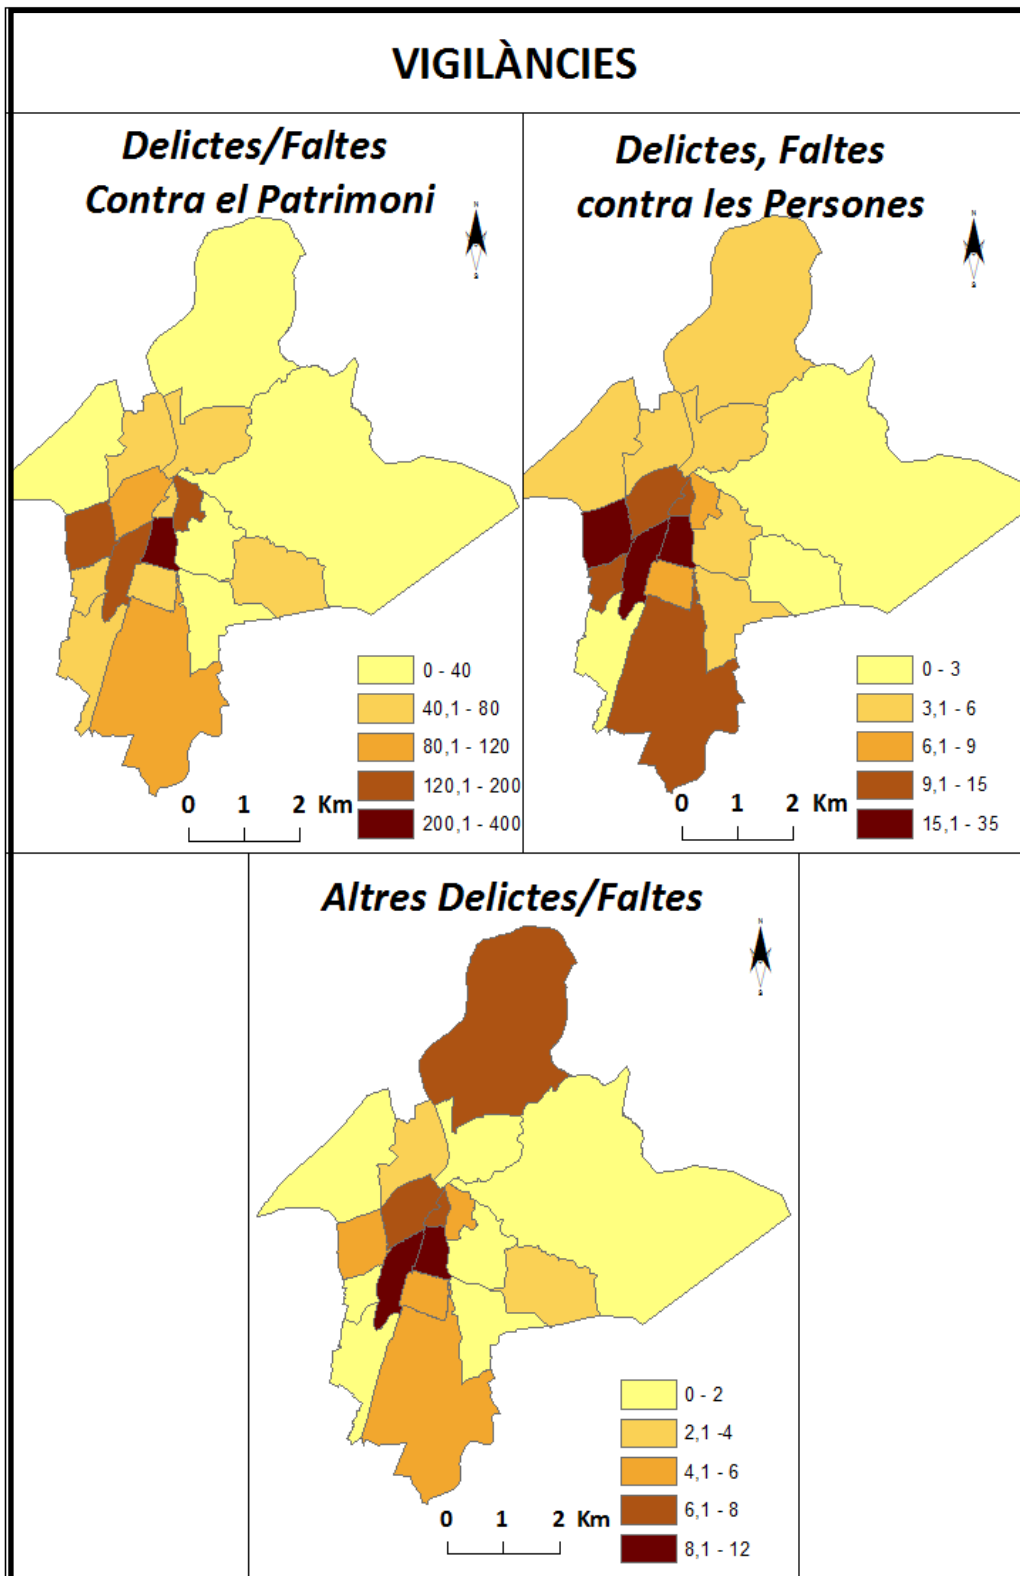 VIGILÀNCIES
Delictes/Faltes
Contra el Patrimoni
N
S
0 - 40
40,1 - 80
80,1 - 120
120,1 - 200
200,1 - 400
0 1 2 Km
Delictes, Faltes
contra les Persones
N
S
0 - 3
3,1 - 6
6,1 - 9
9,1 - 15
15,1 - 35
0 1 2 Km
Altres Delictes/Faltes
N
S
0 - 2
2,1 -4
4,1 - 6
6,1 - 8
8,1 - 12
0 1 2 Km